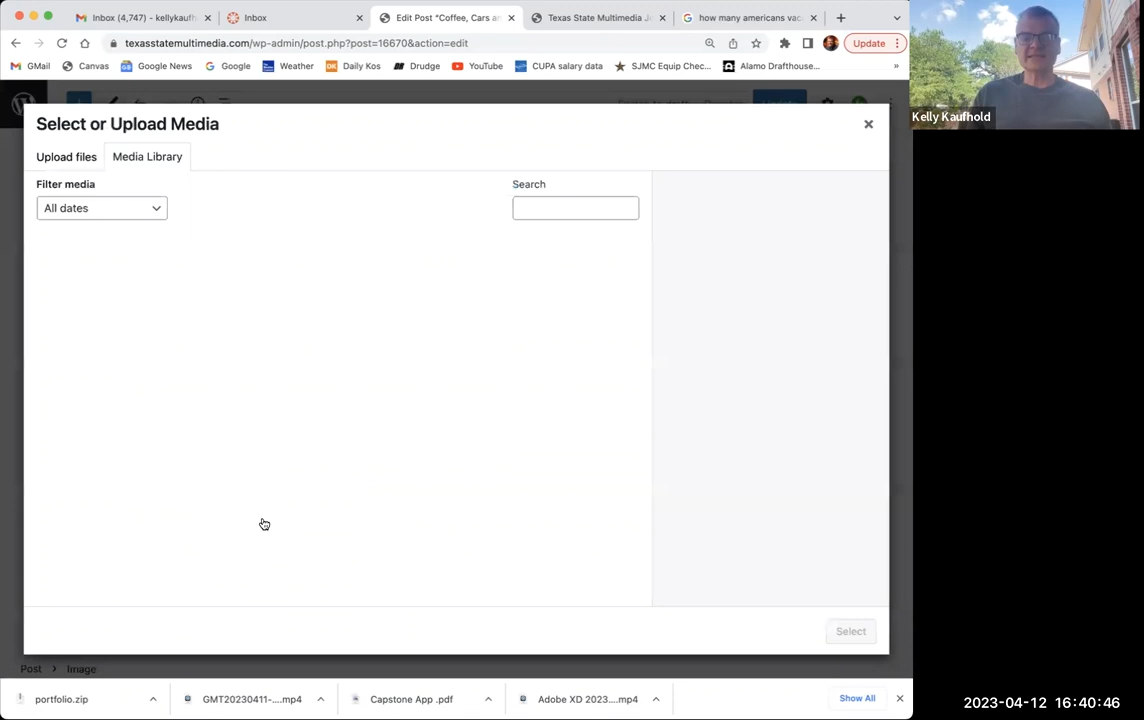 Inbox (4,747) - kellykaufh
Inbox
Edit Post “Coffee, Cars a
Texas State Multimedia J
how many americans vac
texasstatemultimedia.com/wp-admin/post.php?post=16670&action=edit
Update
GMail
Canvas
Google News
Google
Weather
Daily Kos
Drudge
YouTube
CUPA salary data
SJMC Equip Chec...
Alamo Drafthouse...
»
Kelly Kaufhold
Select or Upload Media
Upload files
Media Library
Filter media
Search
All dates
Select
Post > Image
portfolio.zip
GMT20230411-....mp4
Capstone App .pdf
Adobe XD 2023....mp4
Show All
2023-04-12 16:40:46